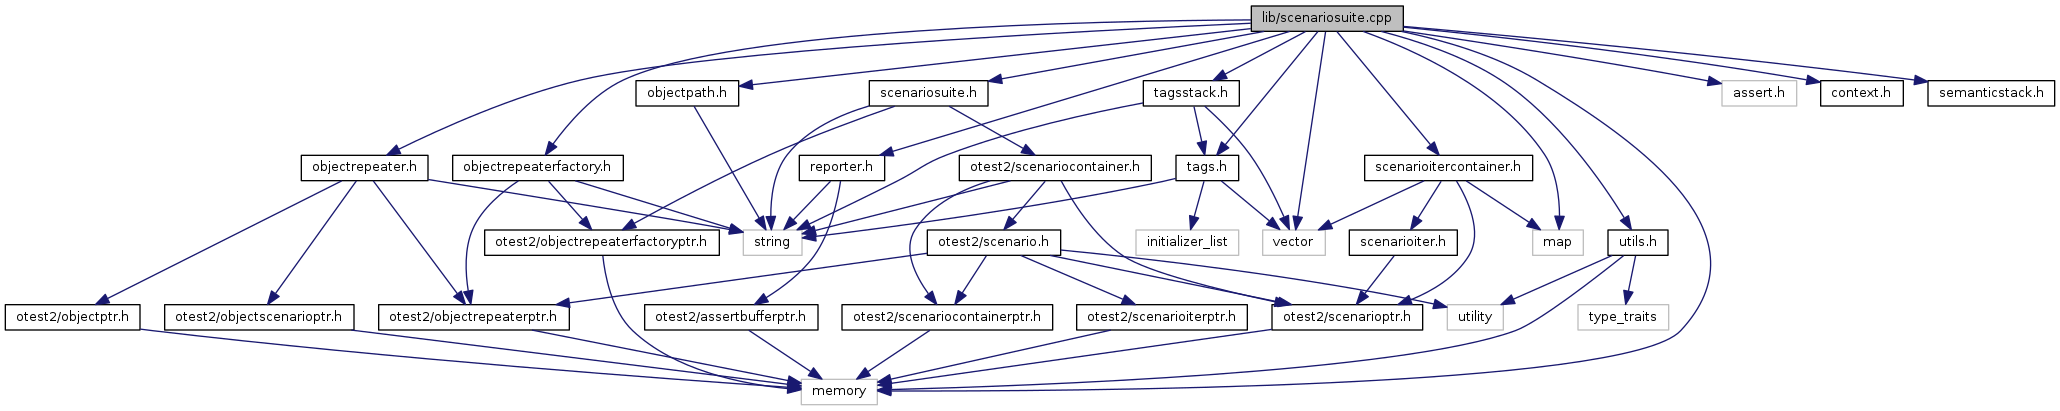 lib/scenariosuite.cpp
objectpath.h
scenariosuite.h
tagsstack.h
assert.h
context.h
semanticstack.h
objectrepeater.h
objectrepeaterfactory.h
reporter.h
otest2/scenariocontainer.h
tags.h
scenarioitercontainer.h
otest2/objectrepeaterfactoryptr.h
string
otest2/scenario.h
initializer_list
vector
scenarioiter.h
map
utils.h
otest2/objectptr.h
otest2/objectscenarioptr.h
otest2/objectrepeaterptr.h
otest2/assertbufferptr.h
otest2/scenariocontainerptr.h
otest2/scenarioiterptr.h
otest2/scenarioptr.h
utility
type_traits
memory